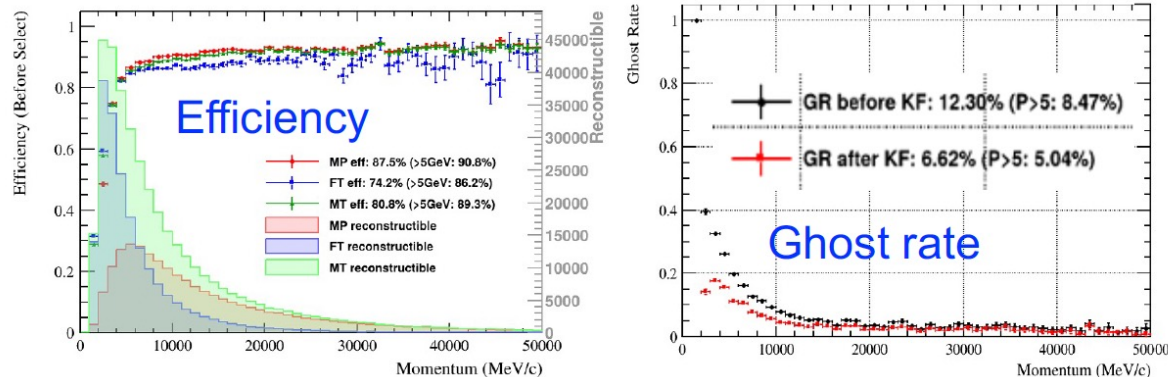 Efficiency (Before Select)
1
0.8
0.6
0.4
0.2
0
Efficiency
MP eff: 87.5% (>5GeV: 90.8%)
FT eff: 74.2% (>5GeV: 86.2%)
MT eff: 80.8% (>5GeV: 89.3%)
MP reconstructible
FT reconstructible
MT reconstructible
45000
40000
35000
30000
25000
20000
15000
10000
5000
0
Reconstructible
0
10000
20000
30000
40000
50000
Momentum (MeV/c)
Ghost Rate
1
0.8
0.6
0.4
0.2
0
GR before KF: 12.30% (P>5: 8.47%)
GR after KF: 6.62% (P>5: 5.04%)
Ghost rate
0
10000
20000
30000
40000
50000
Momentum (MeV/c)